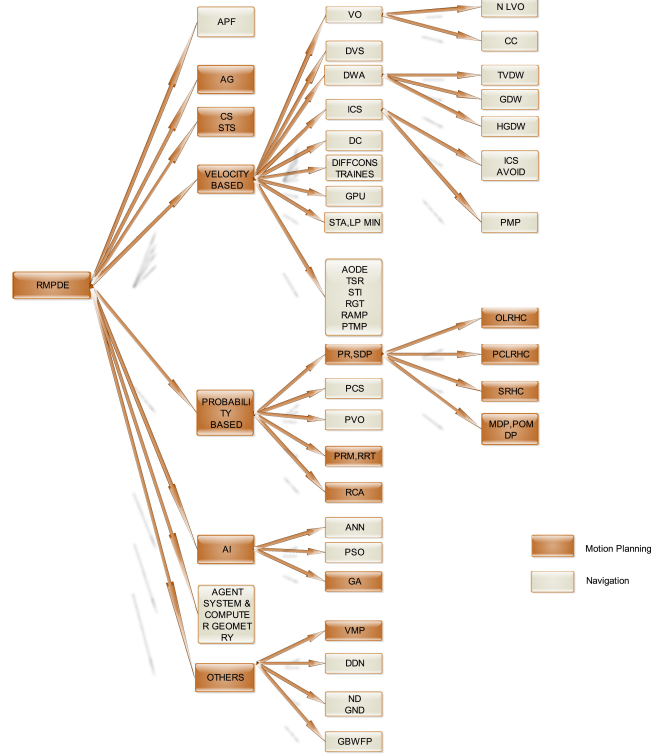 RMPDE
APF
AG
CS
STS
VELOCITY
BASED
PROBABILI
TY
BASED
AI
AGENT
SYSTEM &
COMPUTE
R GEOMET
RY
OTHERS
VO
DVS
DWA
ICS
DC
DIFFCONS
TRAINES
GPU
STA,LP MIN
AODE
TSR
STI
RGT
RAMP
PTMP
PR,SDP
PCS
PVO
PRM,RRT
RCA
ANN
PSO
GA
VMP
DDN
ND
GND
GBWFP
N LVO
CC
TVDW
GDW
HGDW
ICS
AVOID
PMP
OLRHC
PCLRHC
SRHC
MDP,POM
DP
Motion Planning
Navigation